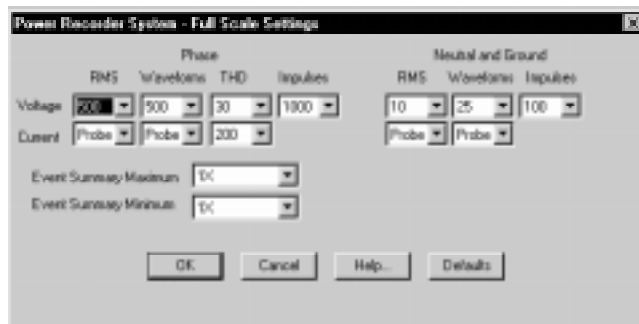 Power Recorder System - Full Scale Settings
Phase
Neutral and Ground
RMS Waveforms THD Impulses RMS Waveforms Impulses
Voltage 500 500 30 1000 10 25 100
Current Probe Probe 200 Probe Probe
Event Summary Maximum 1X
Event Summary Minimum 1X
OK Cancel Help... Defaults